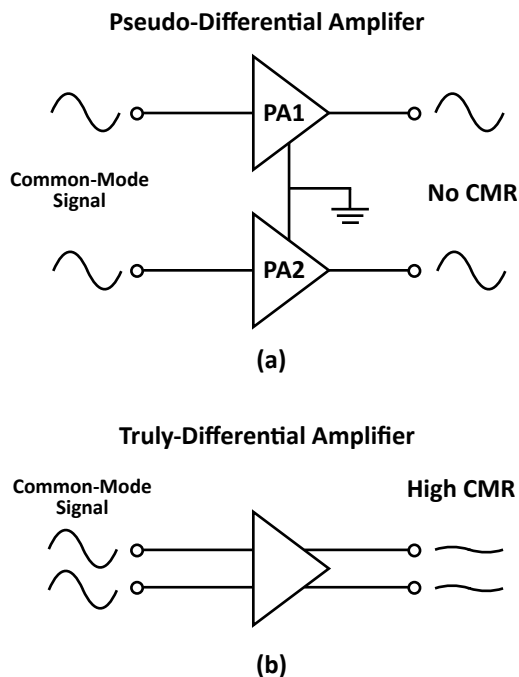 Pseudo-Differential Amplifer
PA1
Common-Mode
Signal
No CMR
PA2
(a)
Truly-Differential Amplifier
Common-Mode
Signal
High CMR
(b)